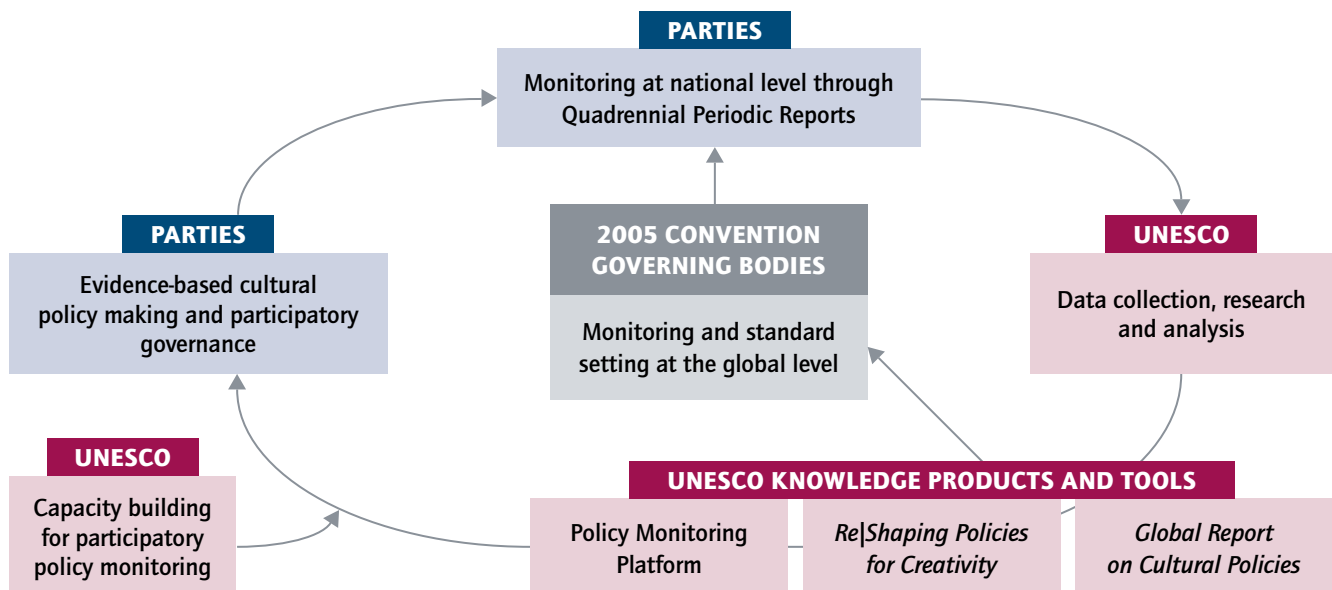 PARTIES
Monitoring at national level through
Quadrennial Periodic Reports
PARTIES
Evidence-based cultural
policy making and participatory
governance
2005 CONVENTION
GOVERNING BODIES
Monitoring and standard
setting at the global level
UNESCO
Data collection, research
and analysis
UNESCO
Capacity building
for participatory
policy monitoring
UNESCO KNOWLEDGE PRODUCTS AND TOOLS
Policy Monitoring
Platform
Re|Shaping Policies
for Creativity
Global Report
on Cultural Policies